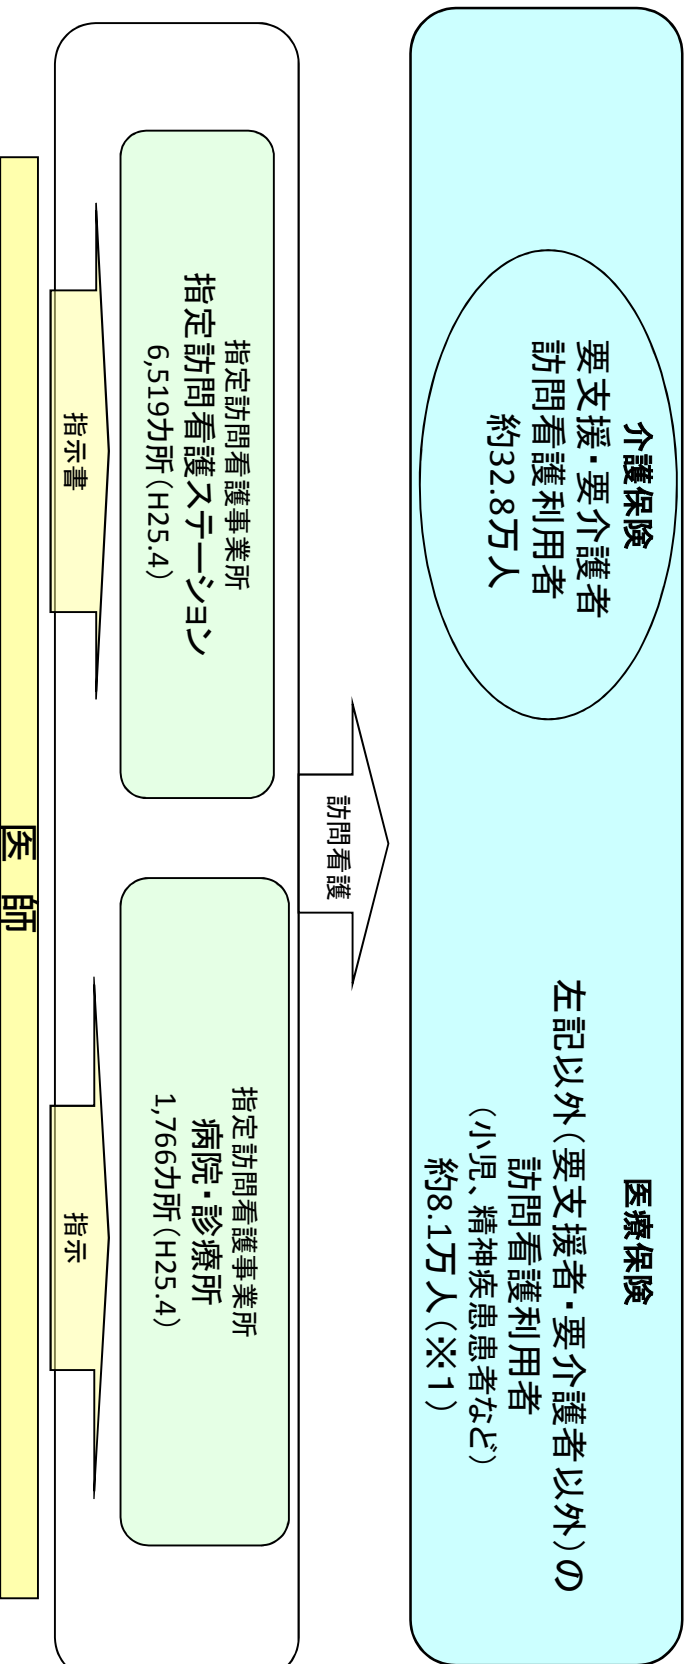 介護保険
要支援・要介護者
訪問看護利用者
約32.8万人
医療保険
左記以外(要支援者・要介護者以外)の
訪問看護利用者
(小児、精神疾患患者など)
約8.1万人(※1)
訪問看護
指定訪問看護事業所
指定訪問看護ステーション
6,519カ所(H25.4)
指定訪問看護事業所
病院・診療所
1,766カ所(H25.4)
指示書
指示
医 師